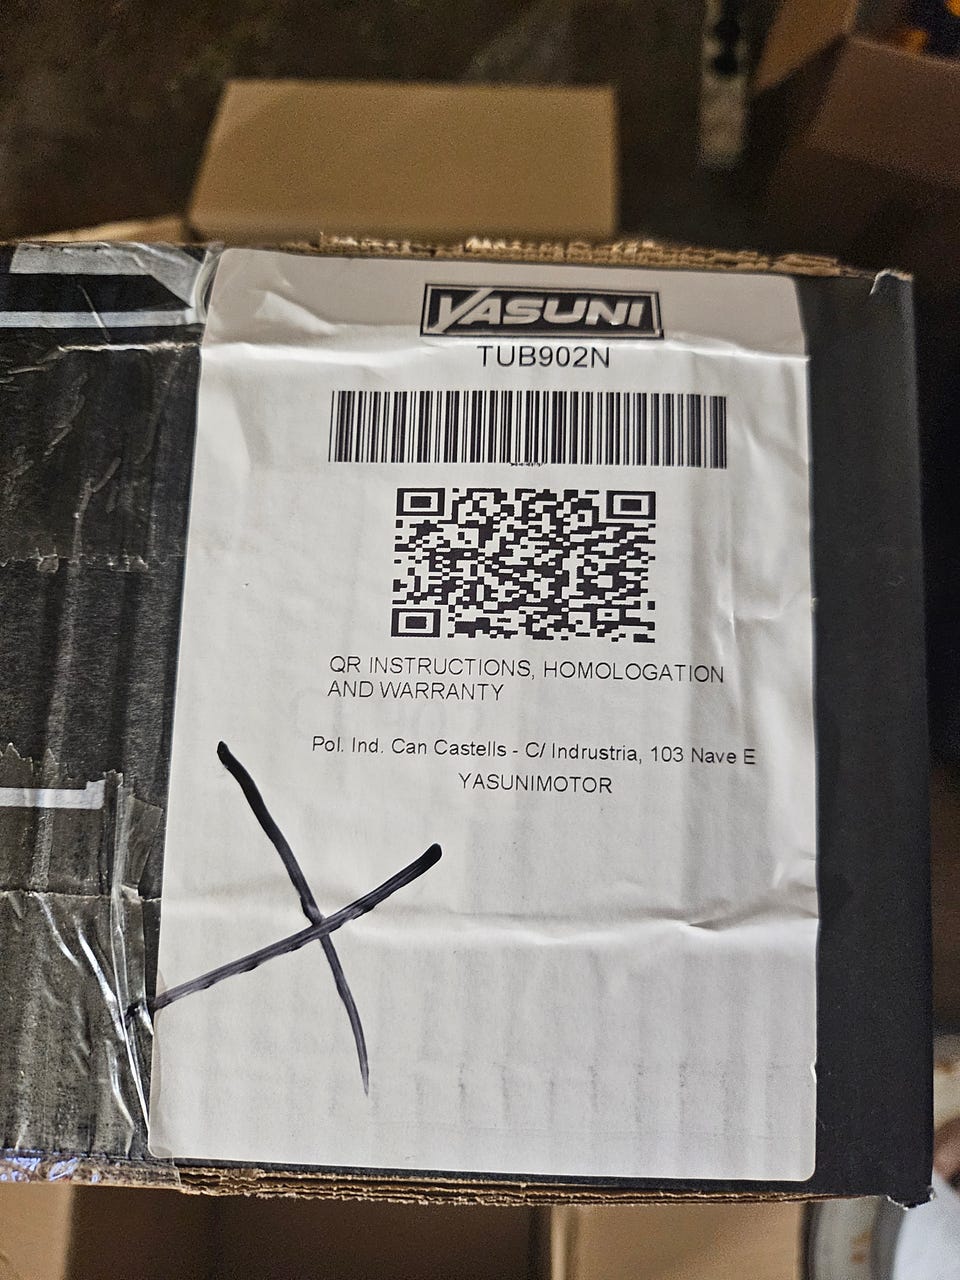 YASUNI
TUB902N
QR INSTRUCTIONS, HOMOLOGATION
AND WARRANTY
Pol. Ind. Can Castells - C/ Indrustria, 103 Nave E
YASUNIMOTOR